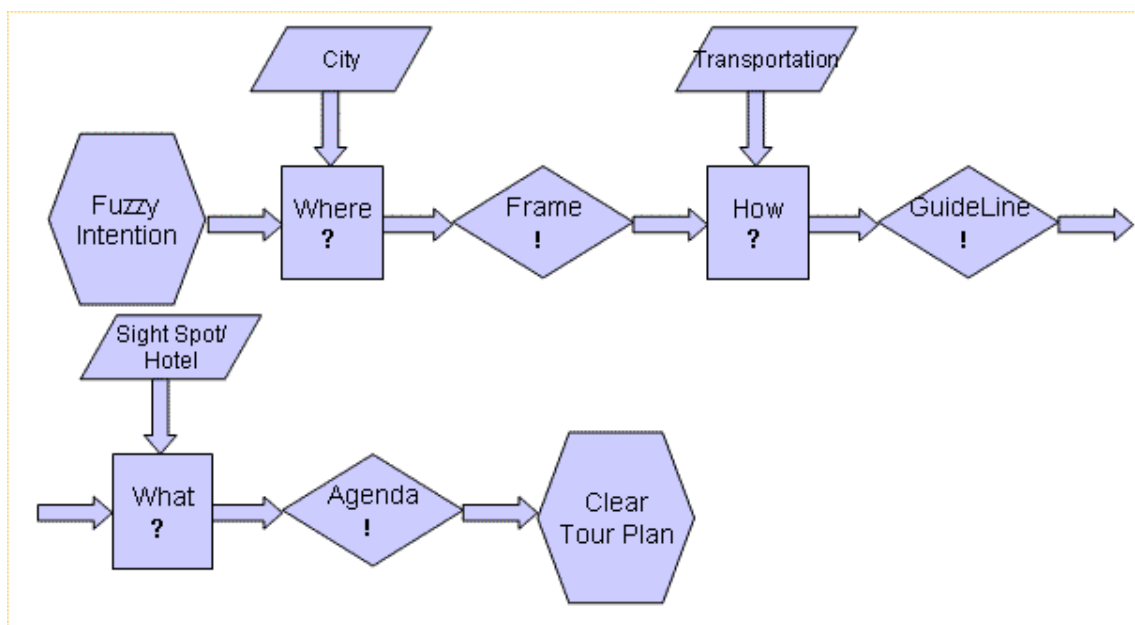 City
Transportation
Fuzzy
Intention
Where
?
Frame
!
How
?
GuideLine
!
Sight Spot/
Hotel
What
?
Agenda
!
Clear
Tour Plan